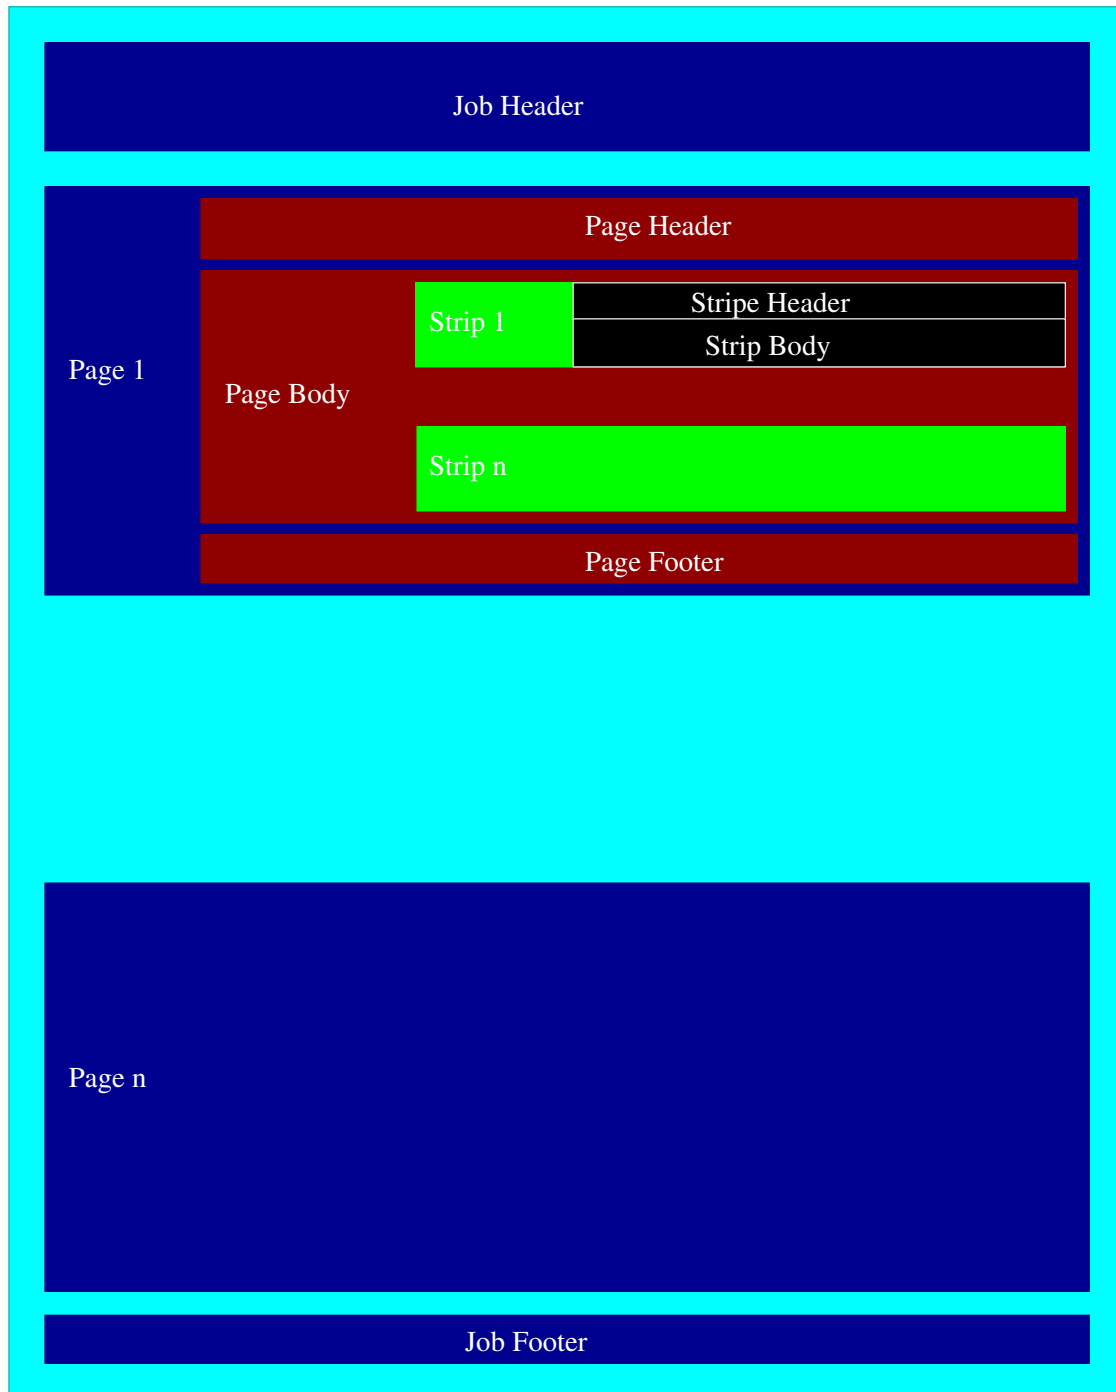 Job Header
Page Header
Strip 1
Stripe Header
Strip Body
Page 1
Page Body
Strip n
Page Footer
Page n
Job Footer